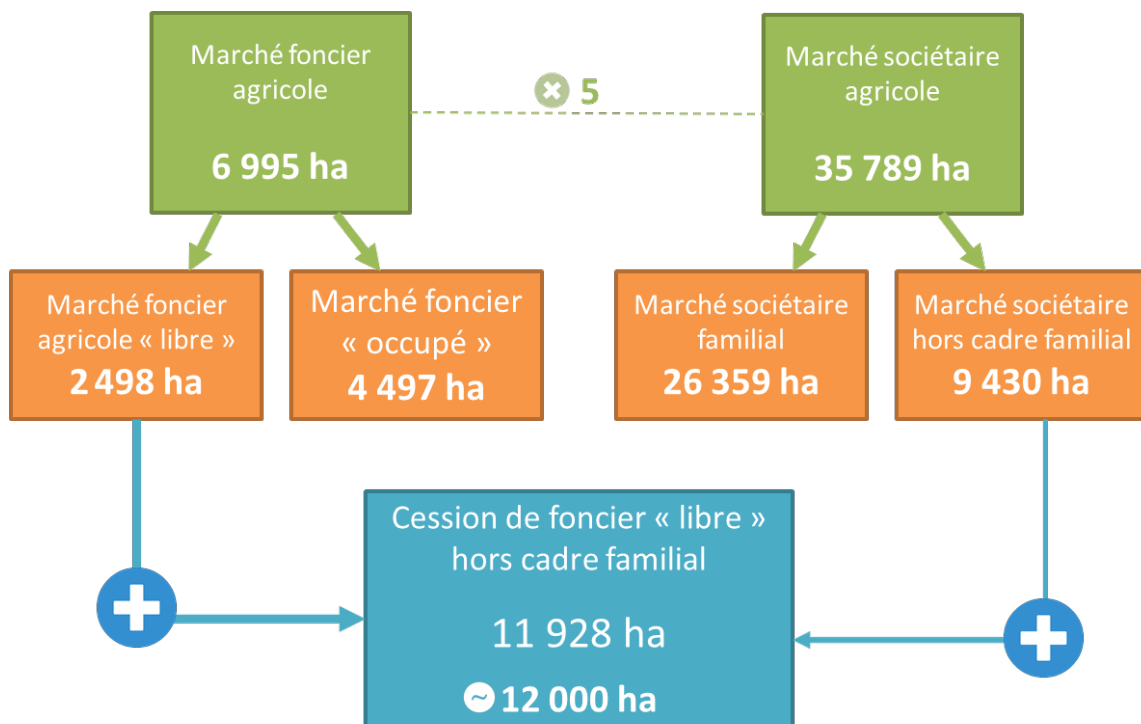 Marché foncier
agricole
6 995 ha
× 5
Marché sociétaire
agricole
35 789 ha
Marché foncier
agricole « libre »
2 498 ha
Marché foncier
« occupé »
4 497 ha
Marché sociétaire
familial
26 359 ha
Marché sociétaire
hors cadre familial
9 430 ha
Cession de foncier « libre »
hors cadre familial
11 928 ha
~ 12 000 ha
+
+